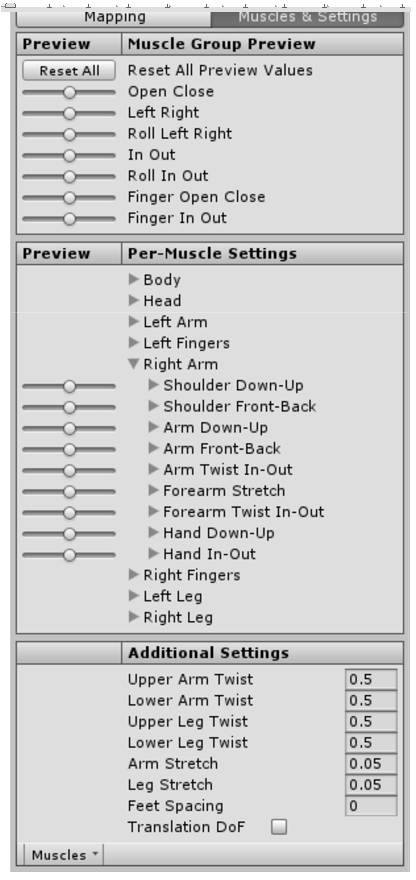 Mapping Muscles & Settings
Preview Muscle Group Preview
Reset All Reset All Preview Values
Open Close
Left Right
Roll Left Right
In Out
Roll In Out
Finger Open Close
Finger In Out
Preview Per-Muscle Settings
Body
Head
Left Arm
Left Fingers
Right Arm
Shoulder Down-Up
Shoulder Front-Back
Arm Down-Up
Arm Front-Back
Arm Twist In-Out
Forearm Stretch
Forearm Twist In-Out
Hand Down-Up
Hand In-Out
Right Fingers
Left Leg
Right Leg
Additional Settings
Upper Arm Twist 0.5
Lower Arm Twist 0.5
Upper Leg Twist 0.5
Lower Leg Twist 0.5
Arm Stretch 0.05
Leg Stretch 0.05
Feet Spacing 0
Translation DoF
Muscles